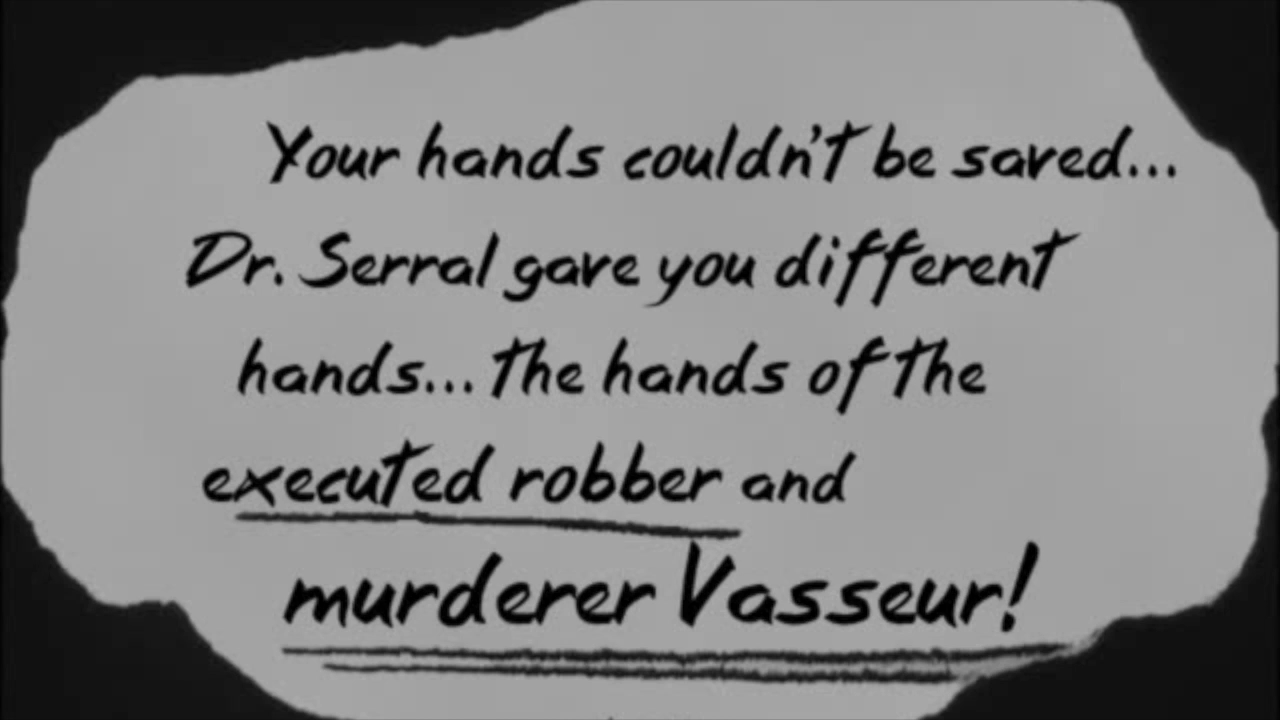 Your hands couldn't be saved...
Dr. Serral gave you different
hands... the hands of the
executed robber and
murderer Vasseur!